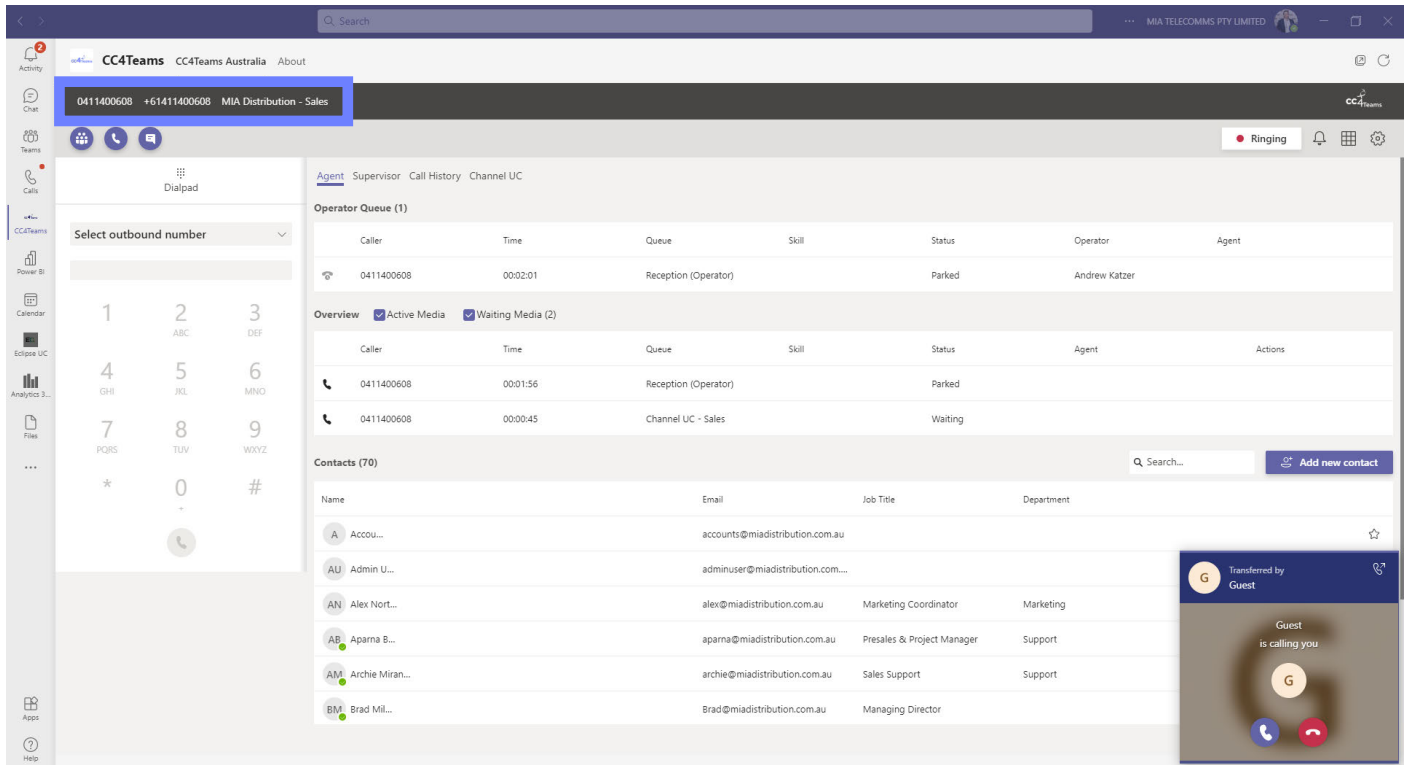 Search
MIA TELECOMMS PTY LIMITED
2
Activity
Chat
Teams
Calls
CC4Teams
Power BI
Calendar
Eclipse UC
Analytics 3...
Files
Apps
Help
CC4Teams CC4Teams Australia About
0411400608 +61411400608 MIA Distribution - Sales
cc4Teams
Ringing
Dialpad
Select outbound number
1 2 3
ABC DEF
4 5 6
GHI JKL MNO
7 8 9
PQRS TUV WXYZ
* 0 #
+
Agent Supervisor Call History Channel UC
Operator Queue (1)
Caller Time Queue Skill Status Operator Agent
0411400608 00:02:01 Reception (Operator) Parked Andrew Katzer
Overview Active Media Waiting Media (2)
Caller Time Queue Skill Status Agent Actions
0411400608 00:01:56 Reception (Operator) Parked
0411400608 00:00:45 Channel UC - Sales Waiting
Contacts (70) Search... Add new contact
Name Email Job Title Department
A Accou... accounts@miadistribution.com.au
AU Admin U... adminuser@miadistribution.com....
AN Alex Nort... alex@miadistribution.com.au Marketing Coordinator Marketing
AB Aparna B... aparna@miadistribution.com.au Presales & Project Manager Support
AM Archie Miran... archie@miadistribution.com.au Sales Support Support
BM Brad Mil... Brad@miadistribution.com.au Managing Director
G Transferred by
Guest
Guest
is calling you
G